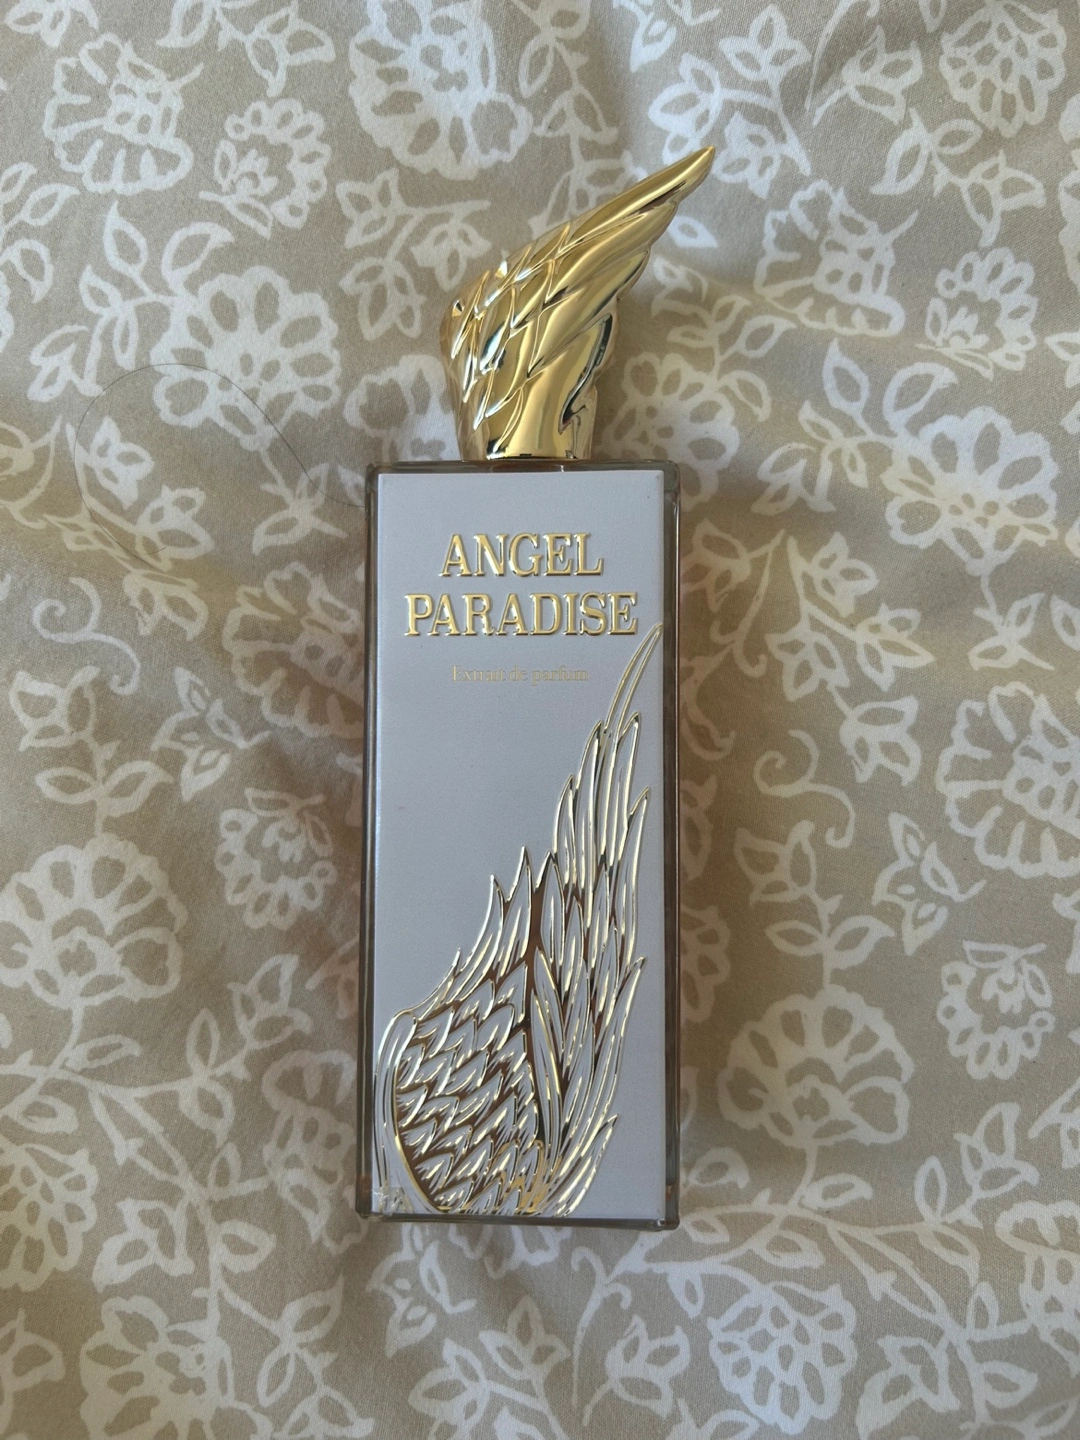 ANGEL
PARADISE
Extrait de parfum